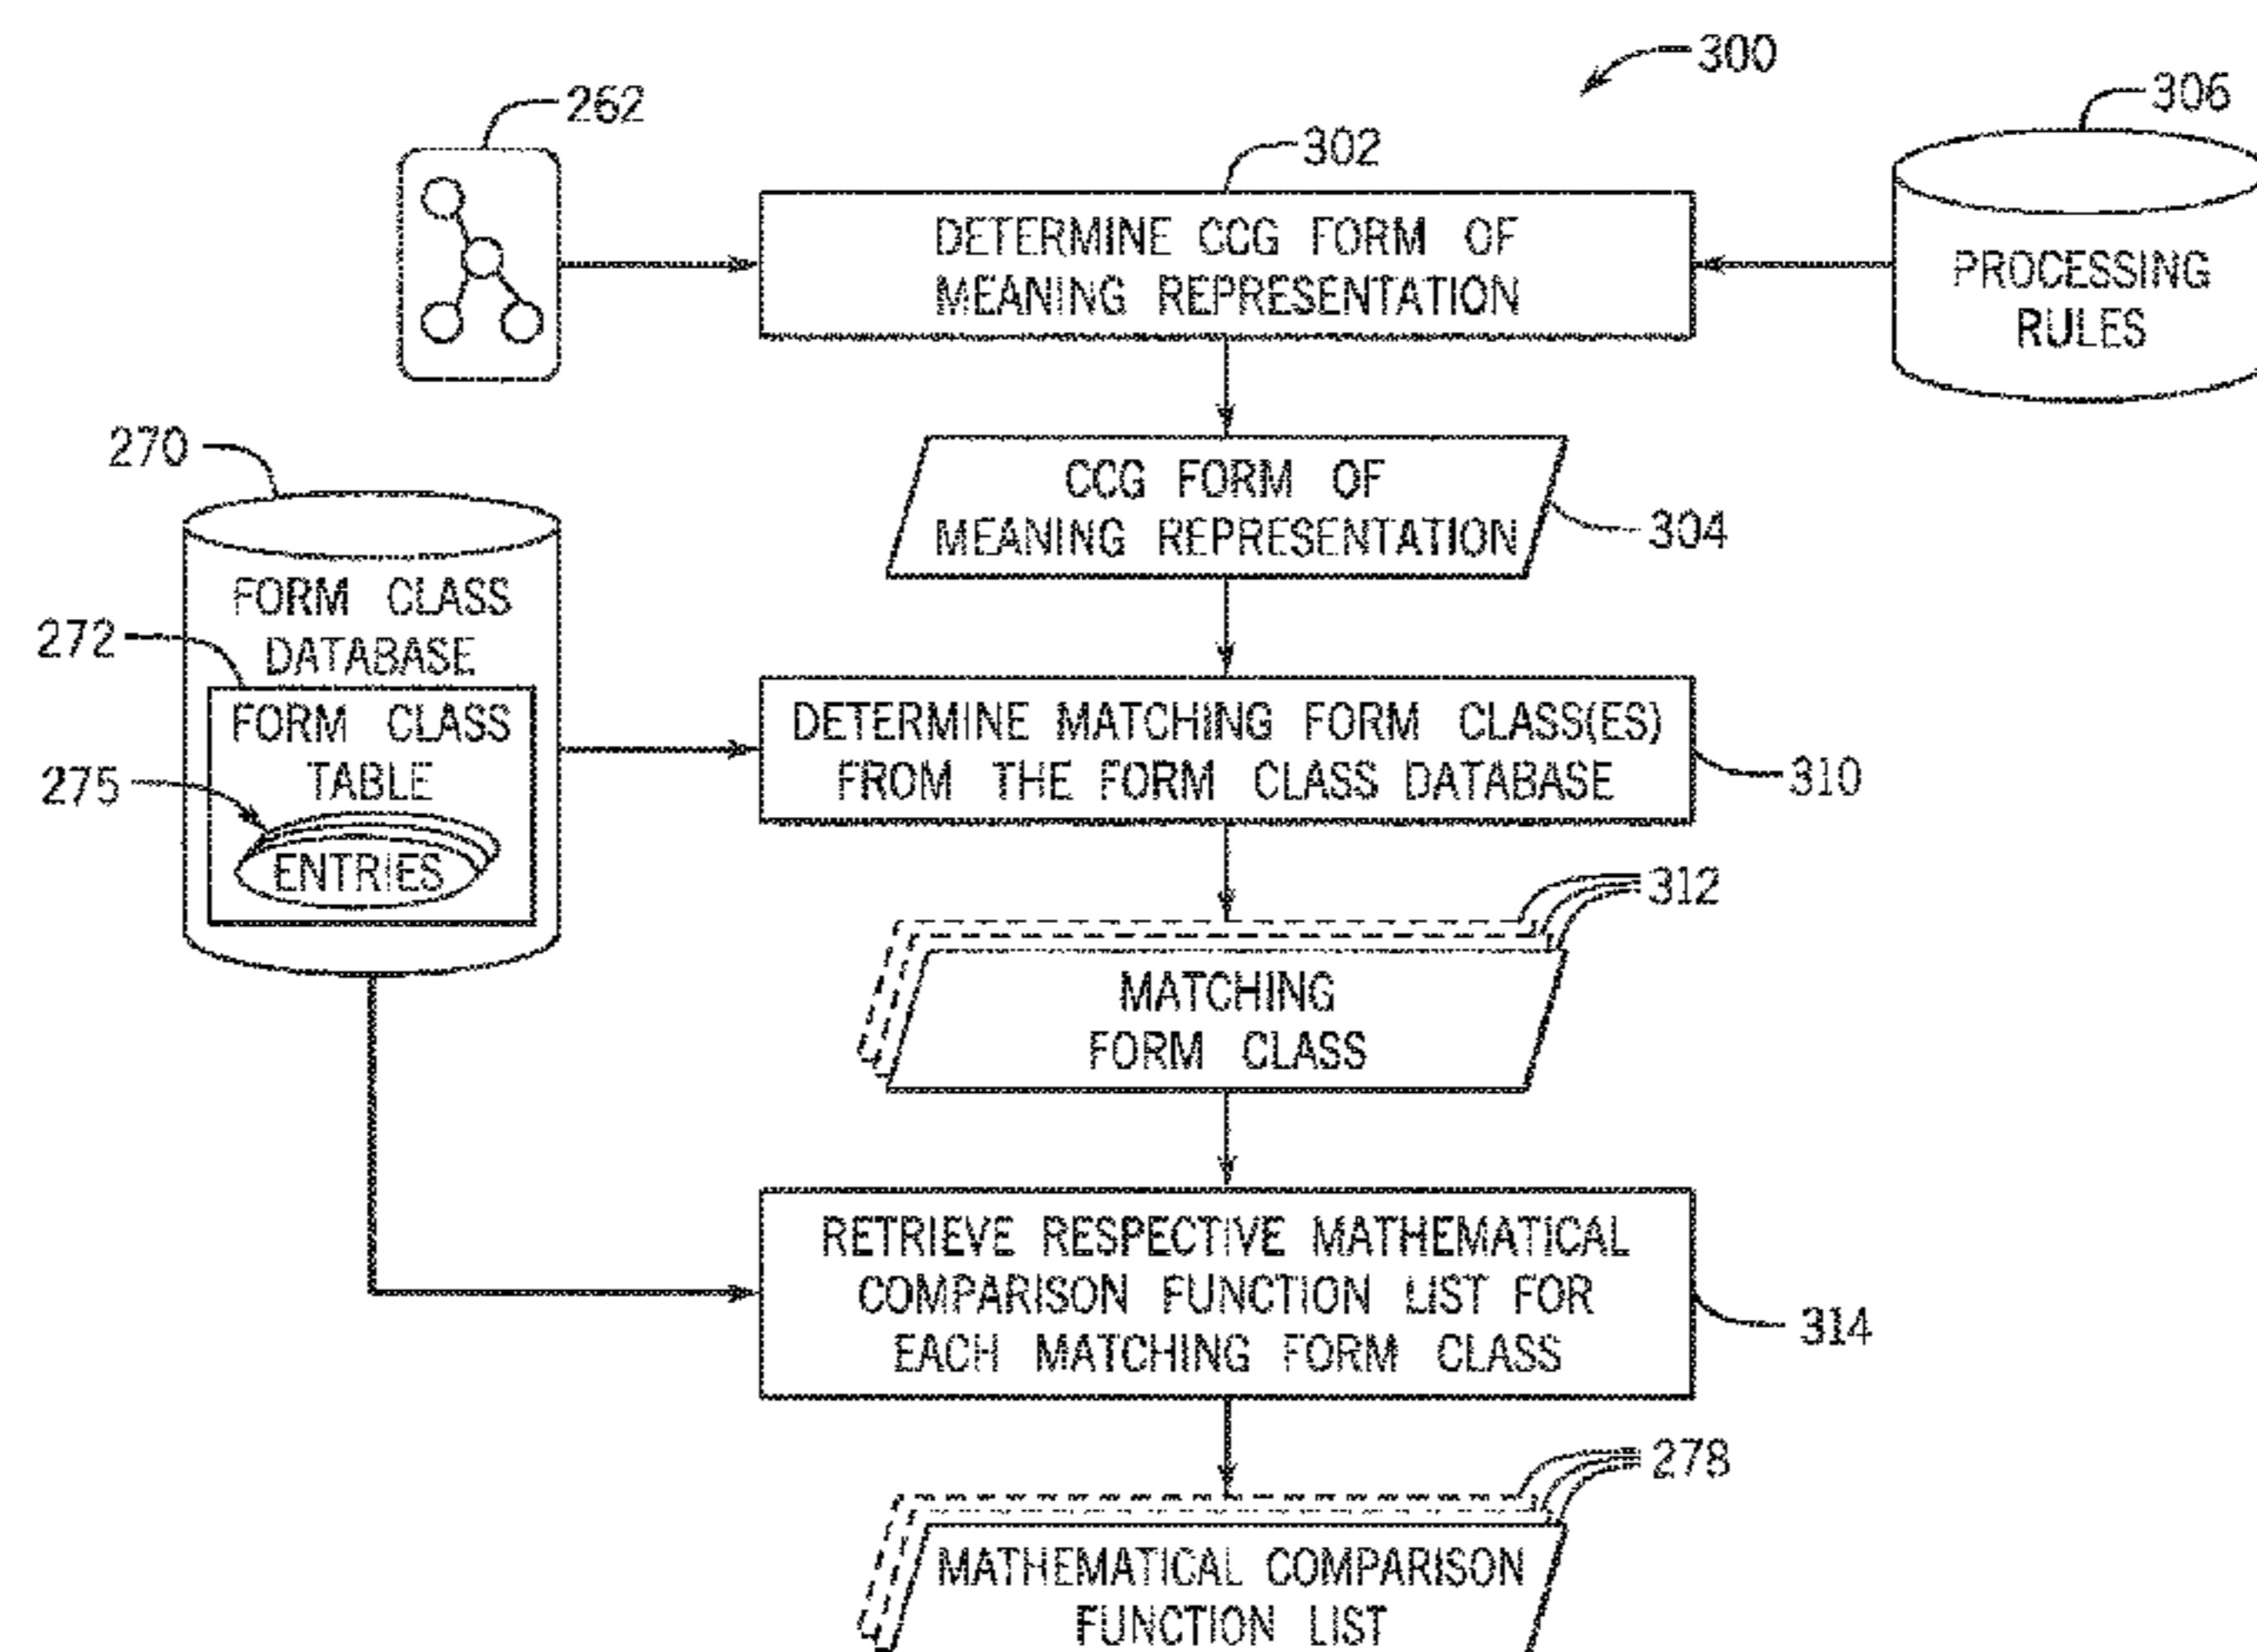 300
262
306
302
DETERMINE CCG FORM OF
MEANING REPRESENTATION
PROCESSING
RULES
270
CCG FORM OF
MEANING REPRESENTATION
304
FORM CLASS
DATABASE
272
FORM CLASS
TABLE
275
ENTRIES
DETERMINE MATCHING FORM CLASS(ES)
FROM THE FORM CLASS DATABASE
310
312
MATCHING
FORM CLASS
RETRIEVE RESPECTIVE MATHEMATICAL
COMPARISON FUNCTION LIST FOR
EACH MATCHING FORM CLASS
314
278
MATHEMATICAL COMPARISON
FUNCTION LIST